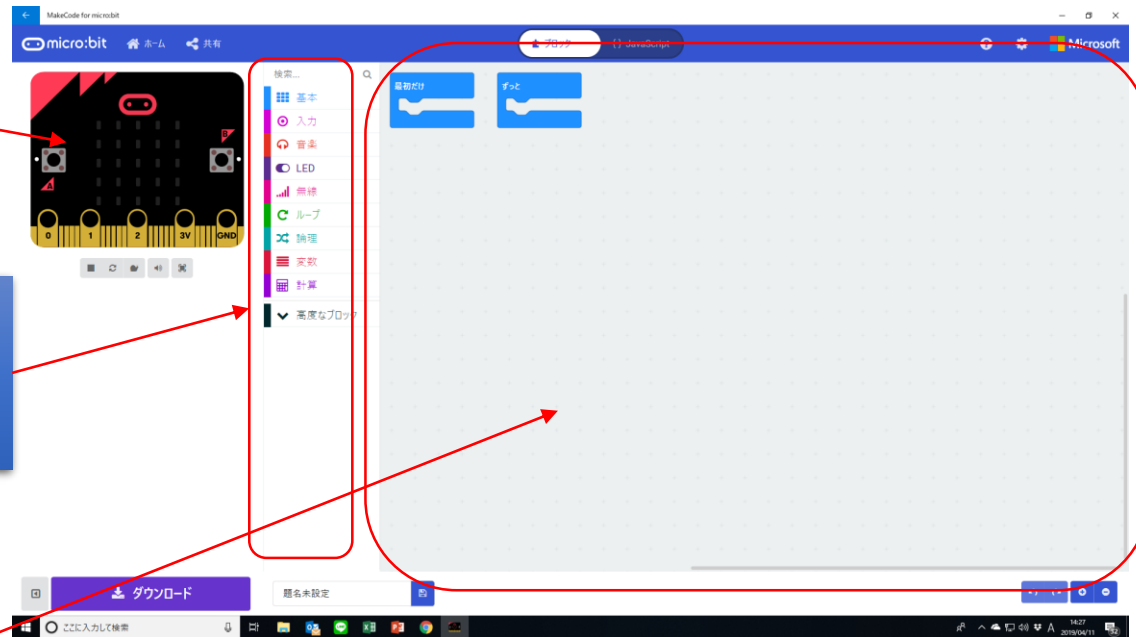 MakeCode for micro:bit
micro:bit ホーム 共有
ブロック
{} JavaScript
Microsoft
検索...
基本
入力
音楽
LED
無線
ループ
論理
変数
計算
高度なブロック
最初だけ
ずっと
A
B
0 1 2 3V GND
ダウンロード
題名未設定
ここに入力して検索
A
14:27
2019/04/11